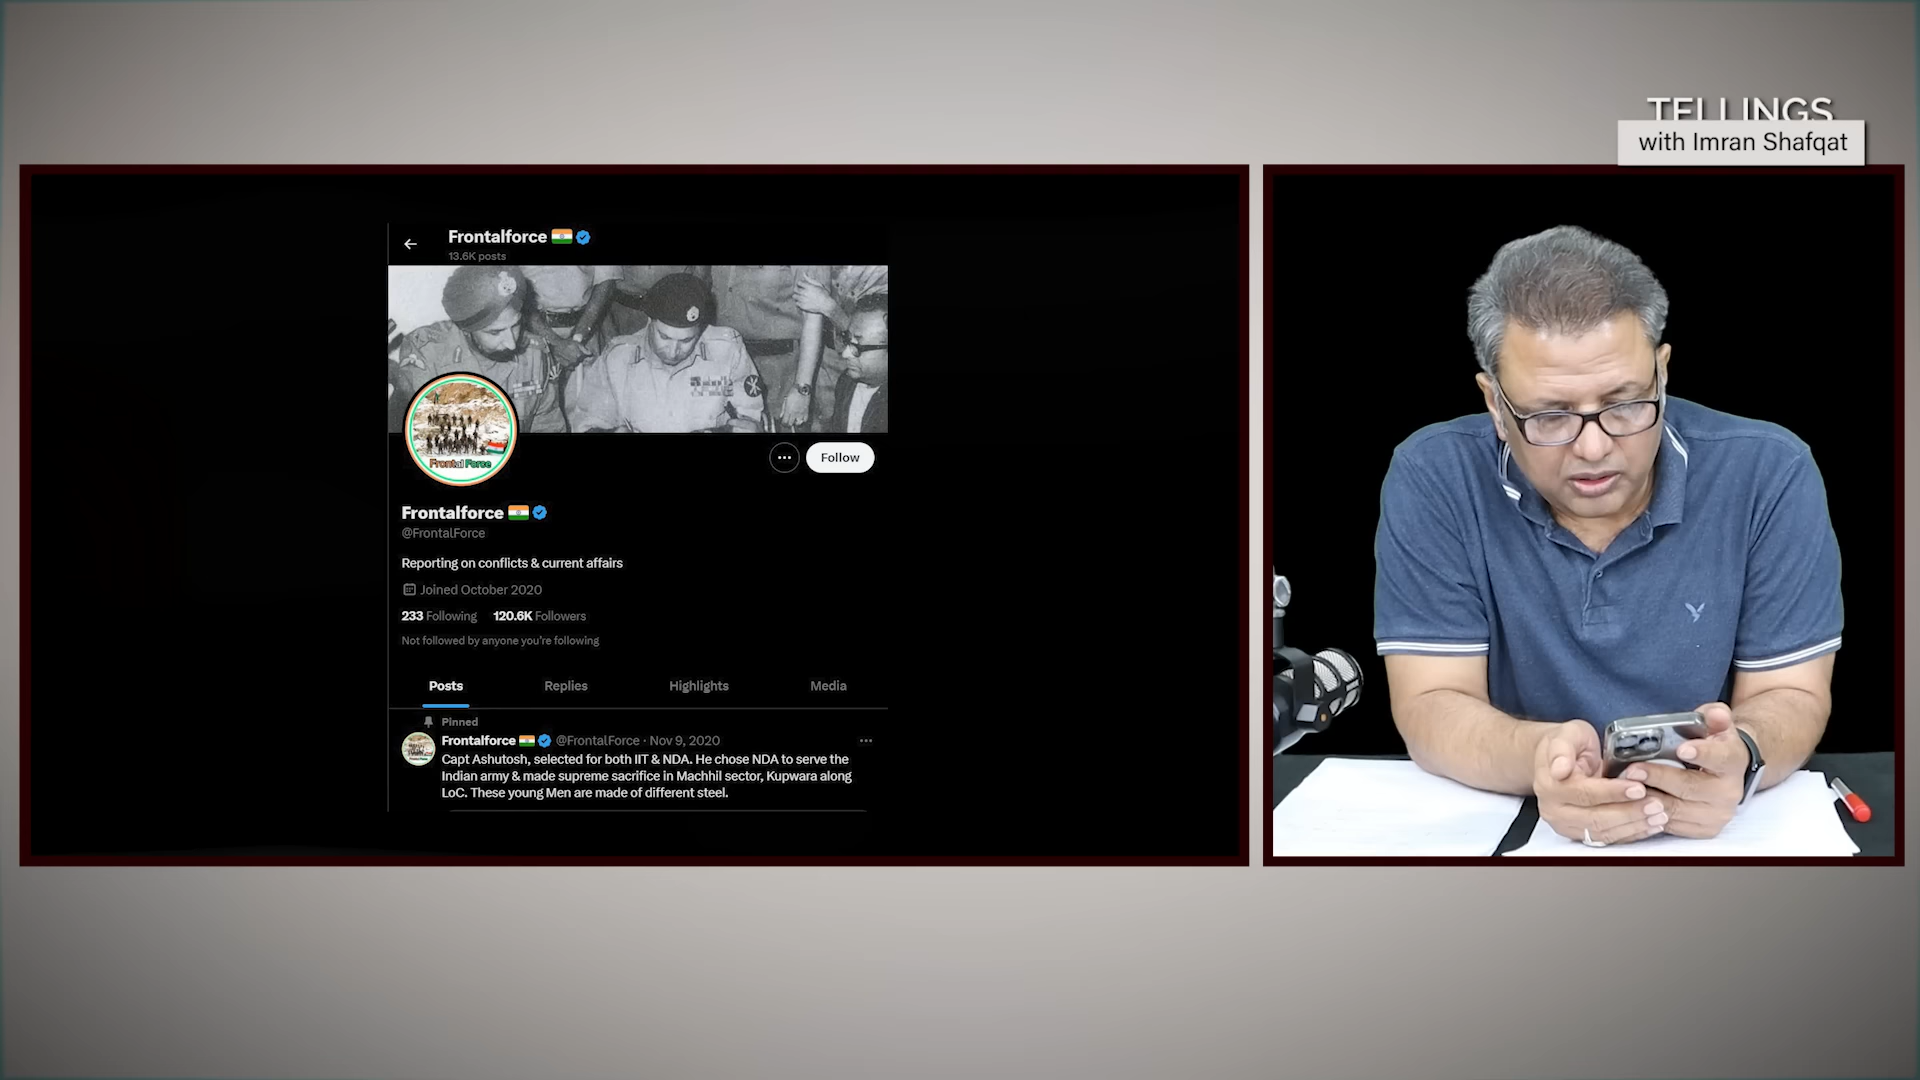 TELLINGS
with Imran Shafqat
Frontalforce
13.6K posts
Frontal Force
Follow
Frontalforce
@FrontalForce
Reporting on conflicts & current affairs
Joined October 2020
233 Following 120.6K Followers
Not followed by anyone you're following
Posts Replies Highlights Media
Pinned
Frontalforce @FrontalForce · Nov 9, 2020
Capt Ashutosh, selected for both IIT & NDA. He chose NDA to serve the
Indian army & made supreme sacrifice in Machhil sector, Kupwara along
LoC. These young Men are made of different steel.